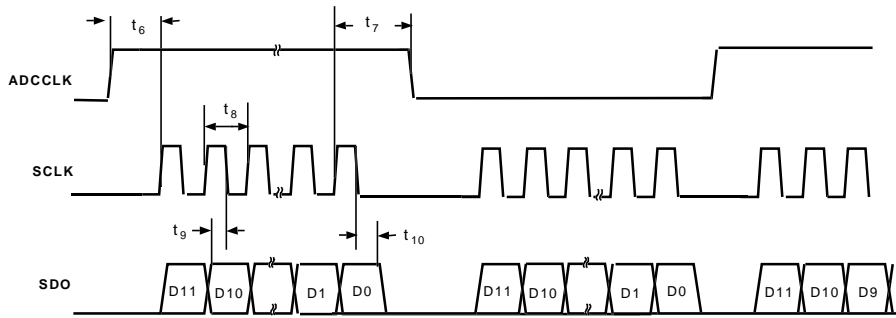 t6 t7
ADCCLK
t8
SCLK
t9 t10
SDO D11 D10 D1 D0 D11 D10 D1 D0 D11 D10 D9